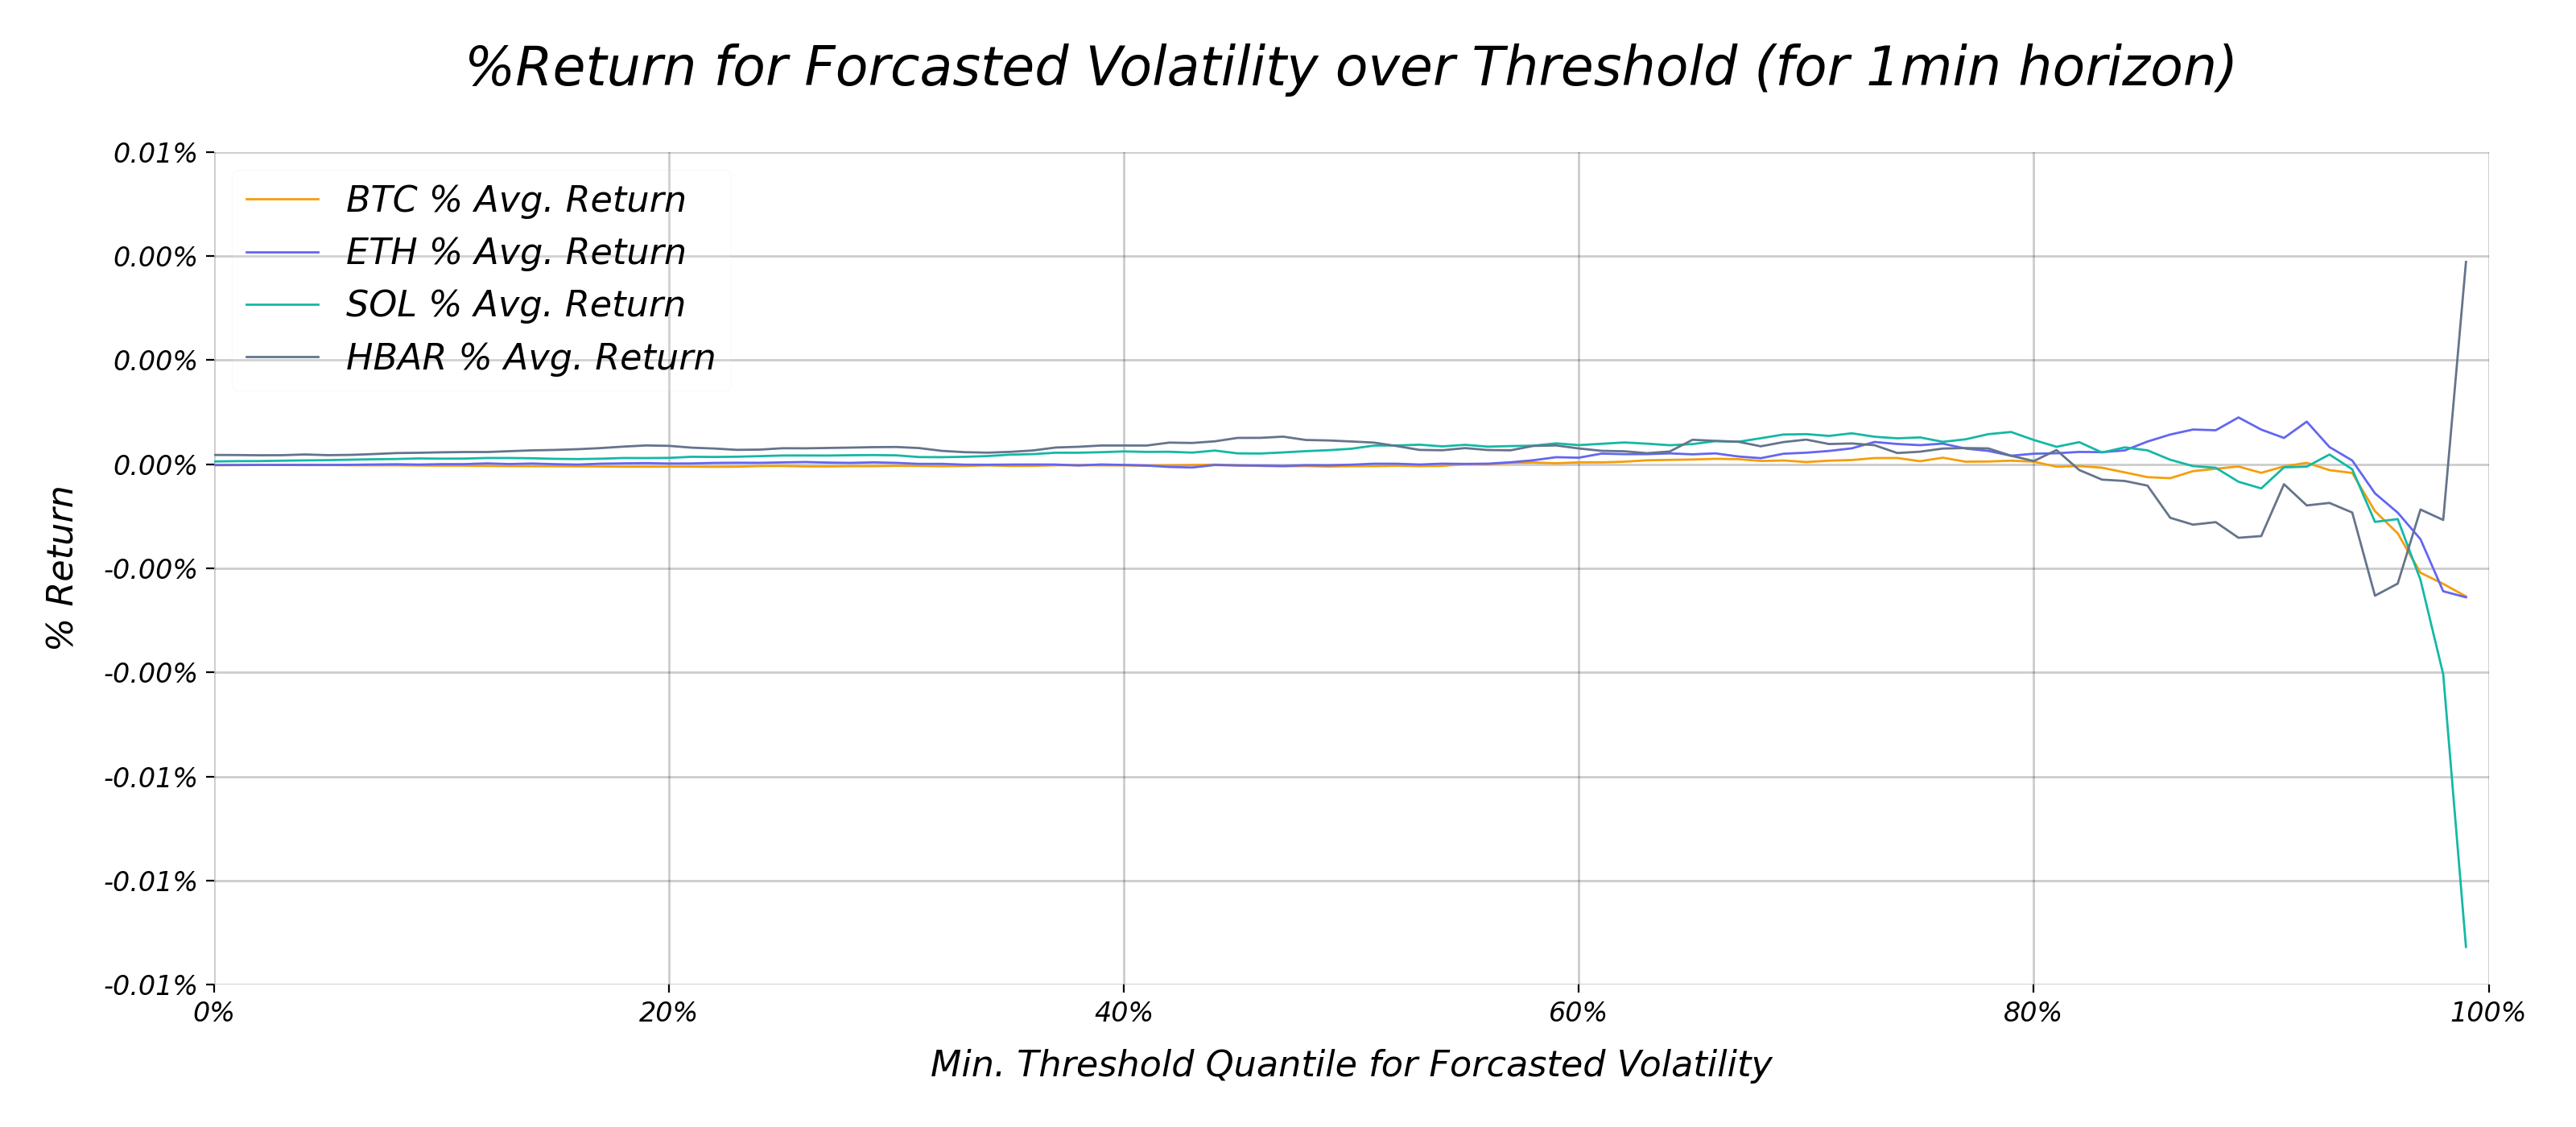 %Return for Forcasted Volatility over Threshold (for 1min horizon)
0.01%
0.00%
0.00%
0.00%
-0.00%
-0.00%
-0.01%
-0.01%
-0.01%
% Return
BTC % Avg. Return
ETH % Avg. Return
SOL % Avg. Return
HBAR % Avg. Return
0% 20% 40% 60% 80% 100%
Min. Threshold Quantile for Forcasted Volatility